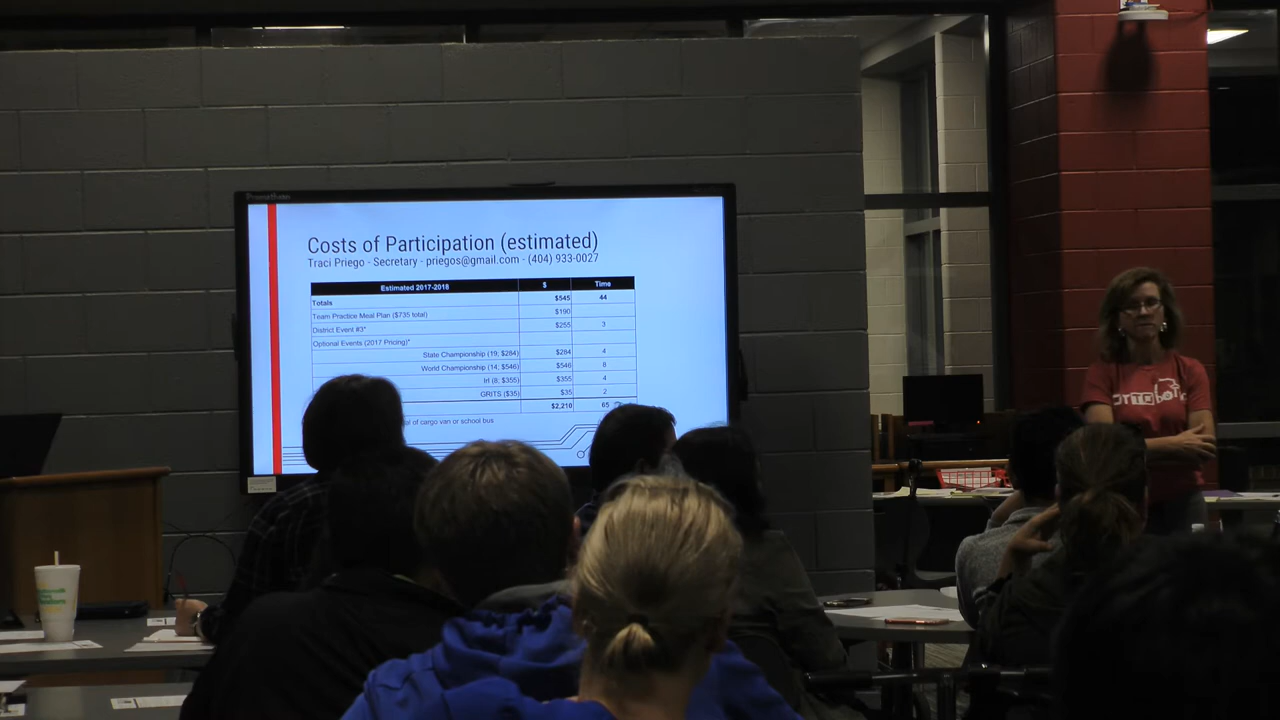 Promethean
Costs of Participation (estimated)
Traci Priego - Secretary - priegos@gmail.com - (404) 933-0027
Estimated 2017-2018 $ Time
Totals $545 44
Team Practice Meal Plan ($735 total) $190
District Event #3* $255 3
Optional Events (2017 Pricing)*
State Championship (19; $284) $284 4
World Championship (14; $546) $546 8
IrI (8; $355) $355 4
GRITS ($35) $35 2
$2,210 65
of cargo van or school bus